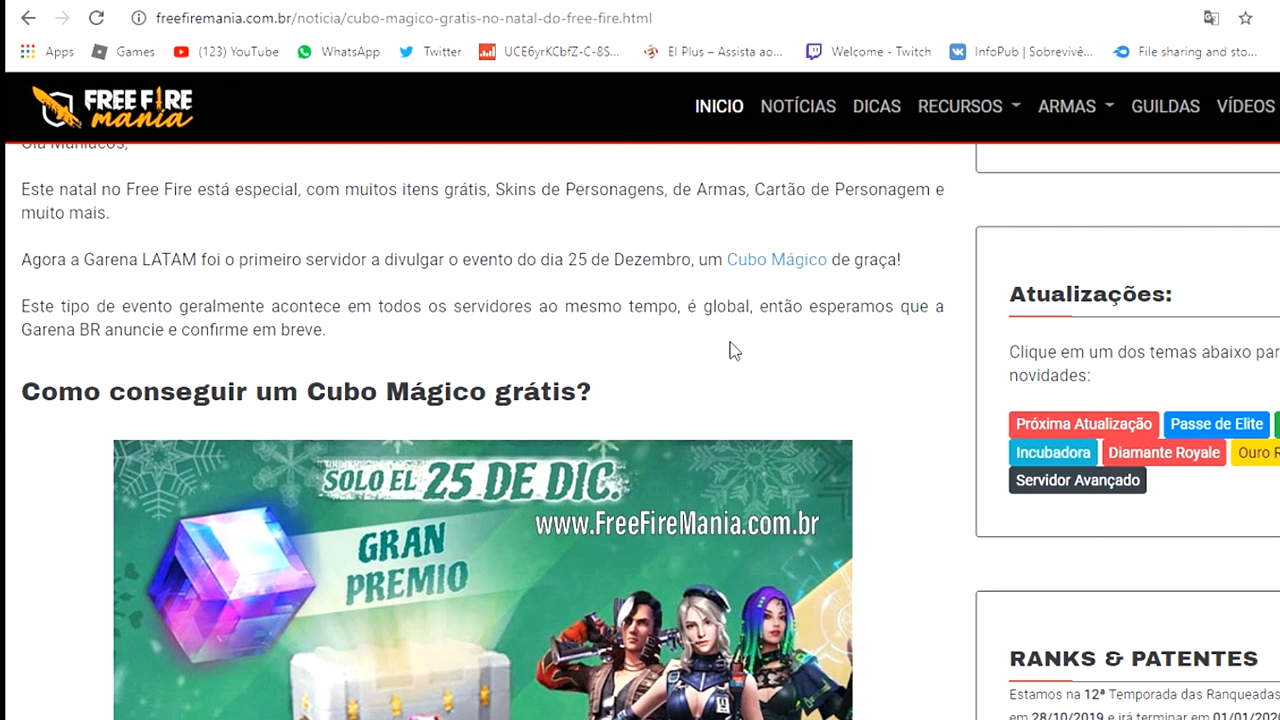 freefiremania.com.br/noticia/cubo-magico-gratis-no-natal-do-free-fire.html
Apps Games (123) YouTube WhatsApp Twitter UCE6yrKCbfZ-C-8S... EI Plus – Assista ao... Welcome - Twitch InfoPub | Sobrevivê... File sharing and sto...
FREE FIRE
mania
INICIO NOTÍCIAS DICAS RECURSOS ARMAS GUILDAS VÍDEOS
Olá Maníacos,
Este natal no Free Fire está especial, com muitos itens grátis, Skins de Personagens, de Armas, Cartão de Personagem e
muito mais.
Agora a Garena LATAM foi o primeiro servidor a divulgar o evento do dia 25 de Dezembro, um Cubo Mágico de graça!
Este tipo de evento geralmente acontece em todos os servidores ao mesmo tempo, é global, então esperamos que a
Garena BR anuncie e confirme em breve.
Como conseguir um Cubo Mágico grátis?
SOLO EL 25 DE DIC.
www.FreeFireMania.com.br
GRAN
PREMIO
Atualizações:
Clique em um dos temas abaixo par
novidades:
Próxima Atualização Passe de Elite
Incubadora Diamante Royale Ouro R
Servidor Avançado
RANKS & PATENTES
Estamos na 12ª Temporada das Ranqueadas
em 28/10/2019 e irá terminar em 01/01/202